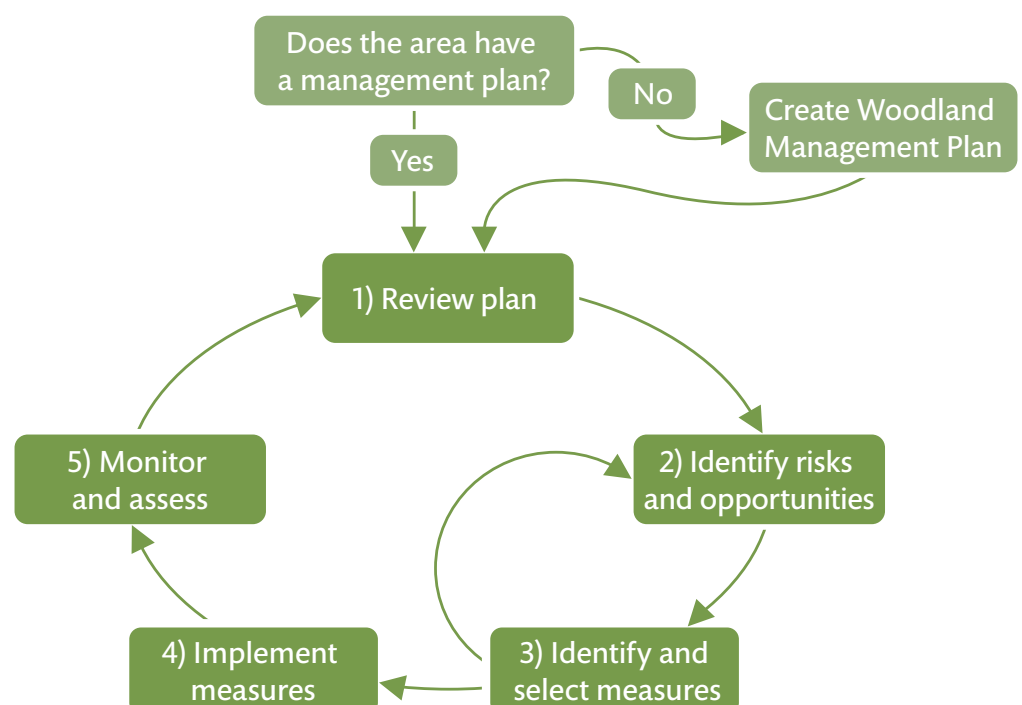 Does the area have
a management plan?
No
Create Woodland
Management Plan
Yes
1) Review plan
5) Monitor
and assess
2) Identify risks
and opportunities
4) Implement
measures
3) Identify and
select measures